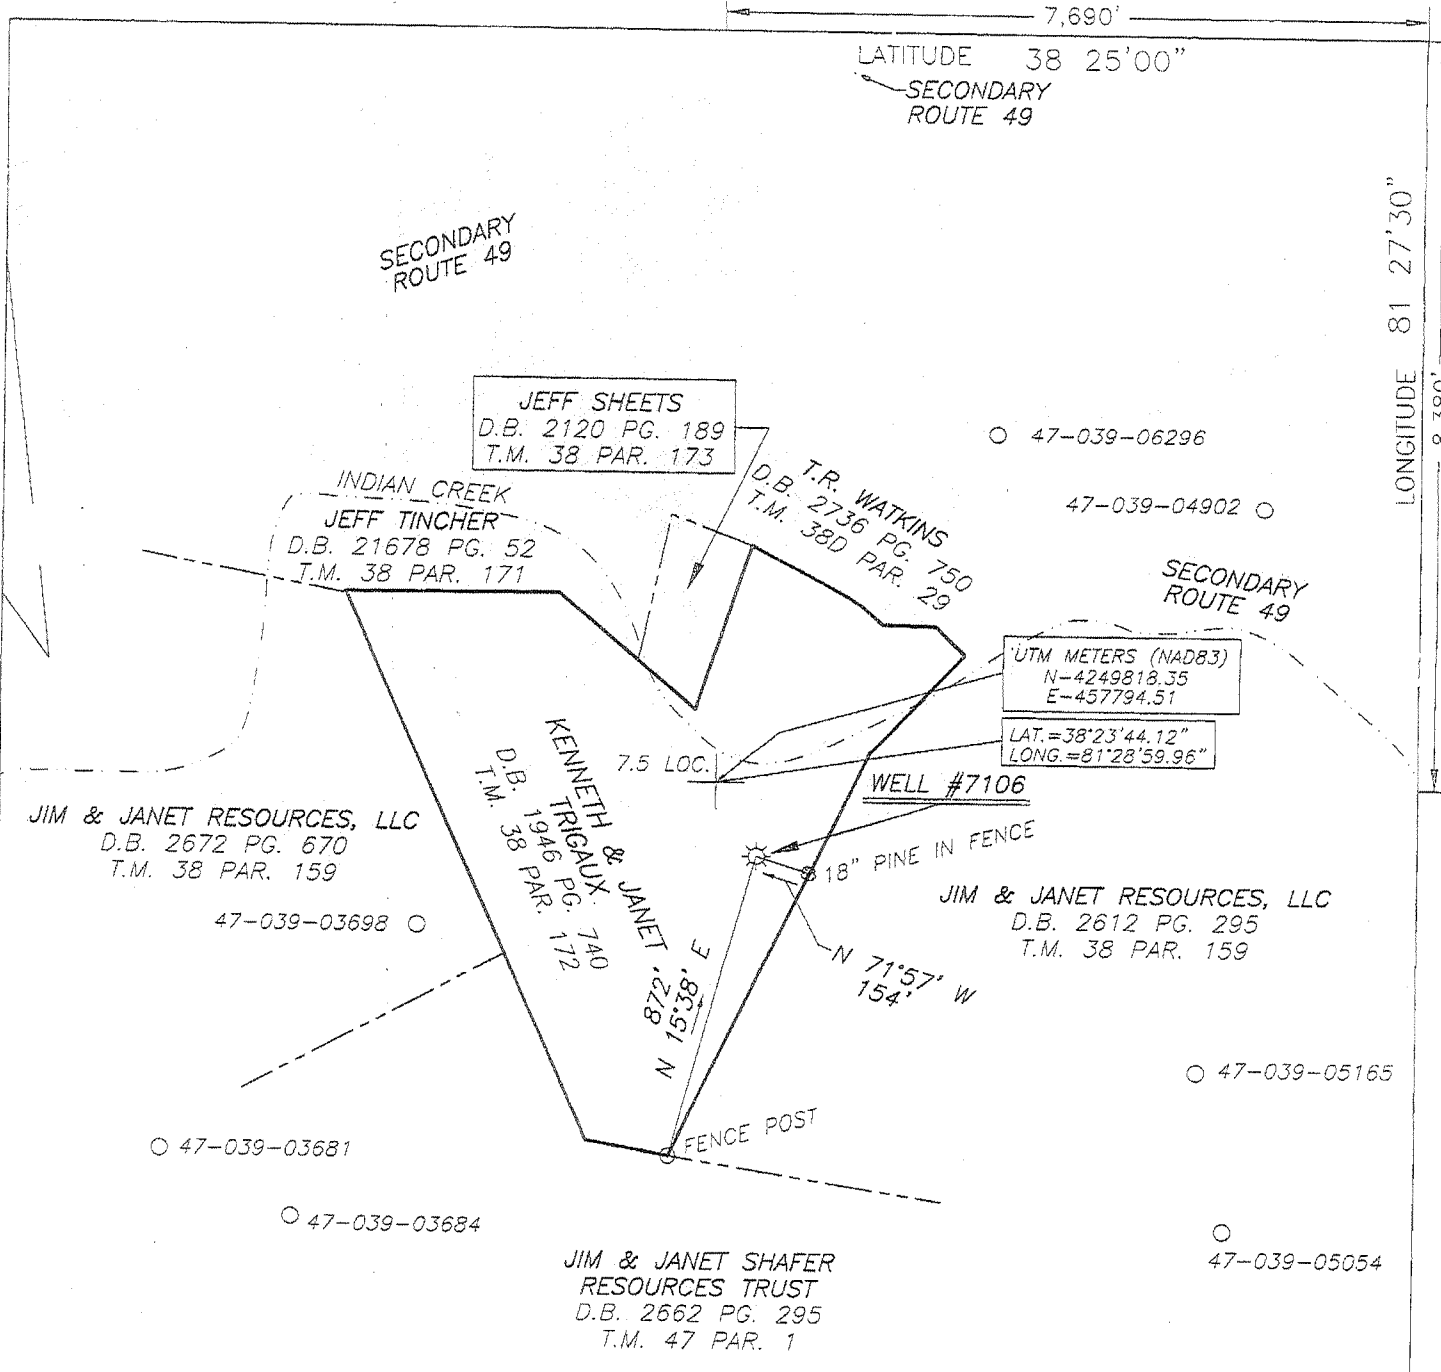 7,690'
LATITUDE 38 25'00"
SECONDARY
ROUTE 49
SECONDARY
ROUTE 49
LONGITUDE 81 27'30"
JEFF SHEETS
D.B. 2120 PG. 189
T.M. 38 PAR. 173
47-039-06296
T.R. WATKINS
D.B. 2736 PG. 750
T.M. 38D PAR. 29
47-039-04902
INDIAN CREEK
JEFF TINCHER
D.B. 21678 PG. 52
T.M. 38 PAR. 171
SECONDARY
ROUTE 49
UTM METERS (NAD83)
N-4249818.35
E-457794.51
LAT.=38°23'44.12"
LONG.=81°28'59.96"
7.5 LOC.
WELL #7106
KENNETH & JANET
TRIGAUX
D.B. 1946 PG. 740
T.M. 38 PAR. 172
JIM & JANET RESOURCES, LLC
D.B. 2672 PG. 670
T.M. 38 PAR. 159
18" PINE IN FENCE
JIM & JANET RESOURCES, LLC
D.B. 2612 PG. 295
T.M. 38 PAR. 159
47-039-03698
N 71°57' W
154'
872'
N 15°38' E
47-039-05165
FENCE POST
47-039-03681
47-039-03684
47-039-05054
JIM & JANET SHAFER
RESOURCES TRUST
D.B. 2662 PG. 295
T.M. 47 PAR. 1